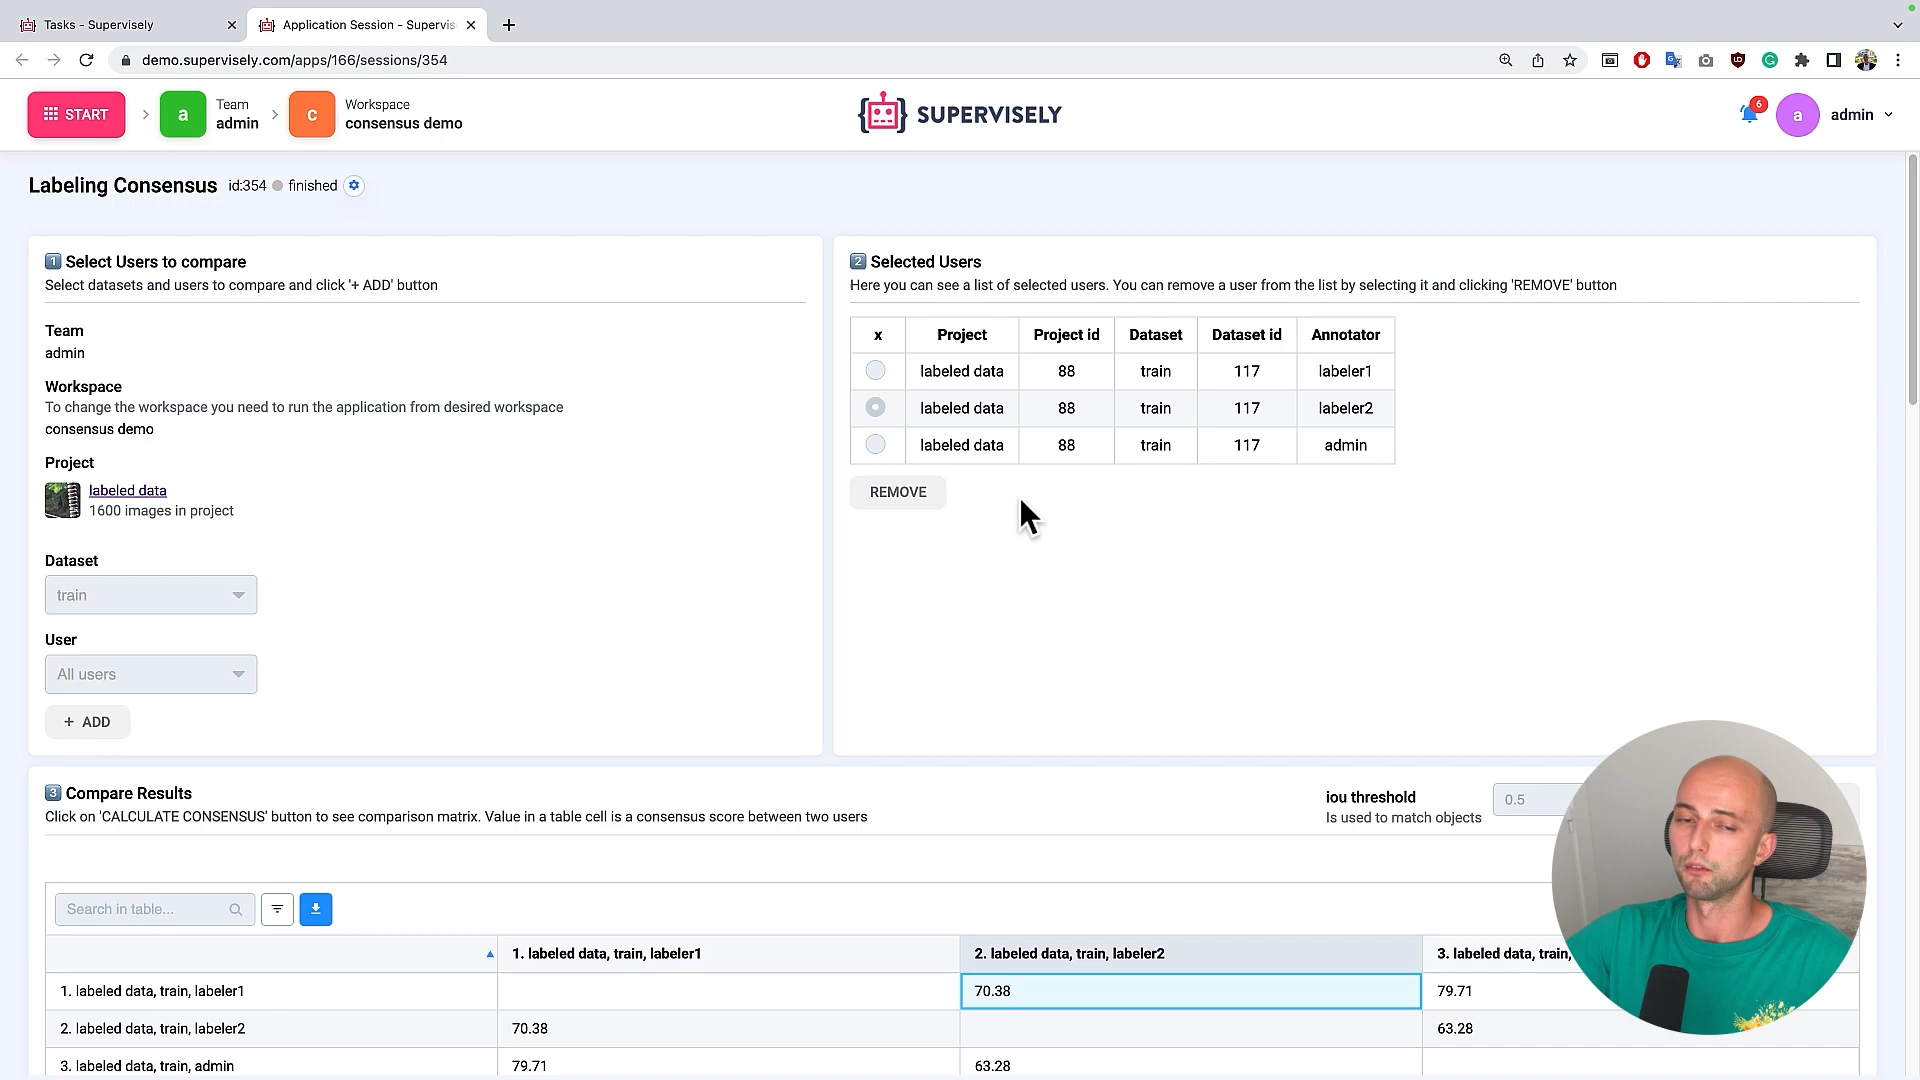 Tasks - Supervisely
Application Session - Supervis
demo.supervisely.com/apps/166/sessions/354
START
a
Team
admin
c
Workspace
consensus demo
SUPERVISELY
6
a
admin
Labeling Consensus
id:354
finished
1 Select Users to compare
Select datasets and users to compare and click '+ ADD' button
Team
admin
Workspace
To change the workspace you need to run the application from desired workspace
consensus demo
Project
labeled data
1600 images in project
Dataset
train
User
All users
+ ADD
2 Selected Users
Here you can see a list of selected users. You can remove a user from the list by selecting it and clicking 'REMOVE' button
x Project Project id Dataset Dataset id Annotator
labeled data 88 train 117 labeler1
labeled data 88 train 117 labeler2
labeled data 88 train 117 admin
REMOVE
3 Compare Results
Click on 'CALCULATE CONSENSUS' button to see comparison matrix. Value in a table cell is a consensus score between two users
iou threshold
Is used to match objects
0.5
Search in table...
1. labeled data, train, labeler1 2. labeled data, train, labeler2 3. labeled data, train,
1. labeled data, train, labeler1 70.38 79.71
2. labeled data, train, labeler2 70.38 63.28
3. labeled data, train, admin 79.71 63.28